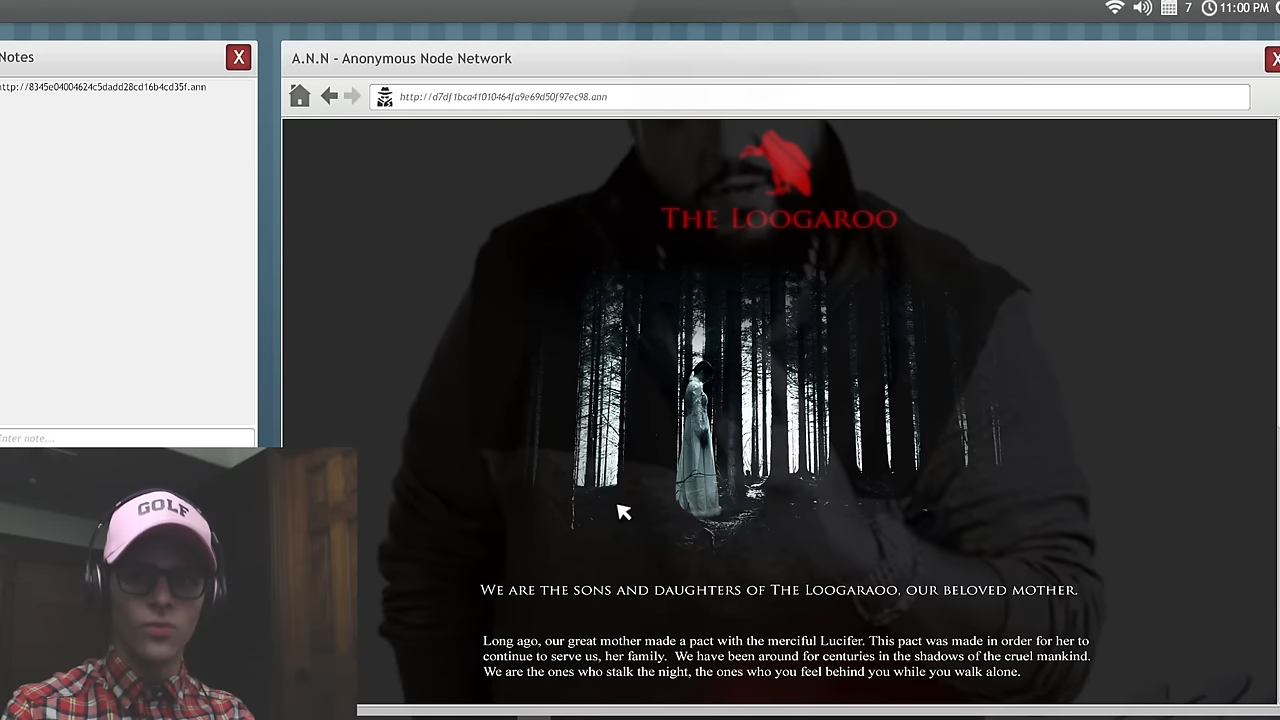 7 11:00 PM
Notes
X
A.N.N - Anonymous Node Network
X
ttp://8345e04004624c5dadd28cd16b4cd35f.ann
http://d7df1bca41010464fa9e69d50f97ec98.ann
THE LOOGAROO
Enter note...
GOLF
WE ARE THE SONS AND DAUGHTERS OF THE LOOGARAOO, OUR BELOVED MOTHER.
Long ago, our great mother made a pact with the merciful Lucifer. This pact was made in order for her to
continue to serve us, her family. We have been around for centuries in the shadows of the cruel mankind.
We are the ones who stalk the night, the ones who you feel behind you while you walk alone.